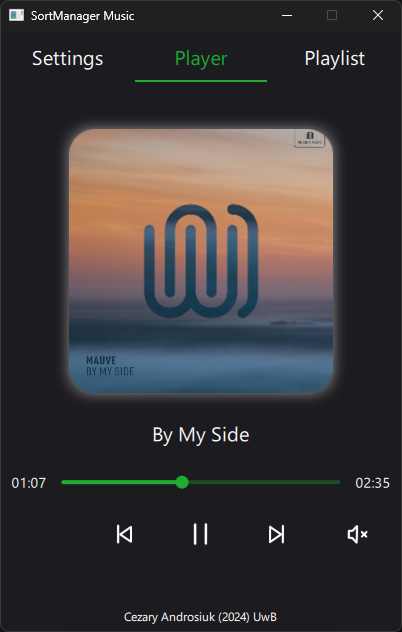 SortManager Music
Settings
Player
Playlist
MAUVE
BY MY SIDE
By My Side
01:07
02:35
Cezary Androsiuk (2024) UwB